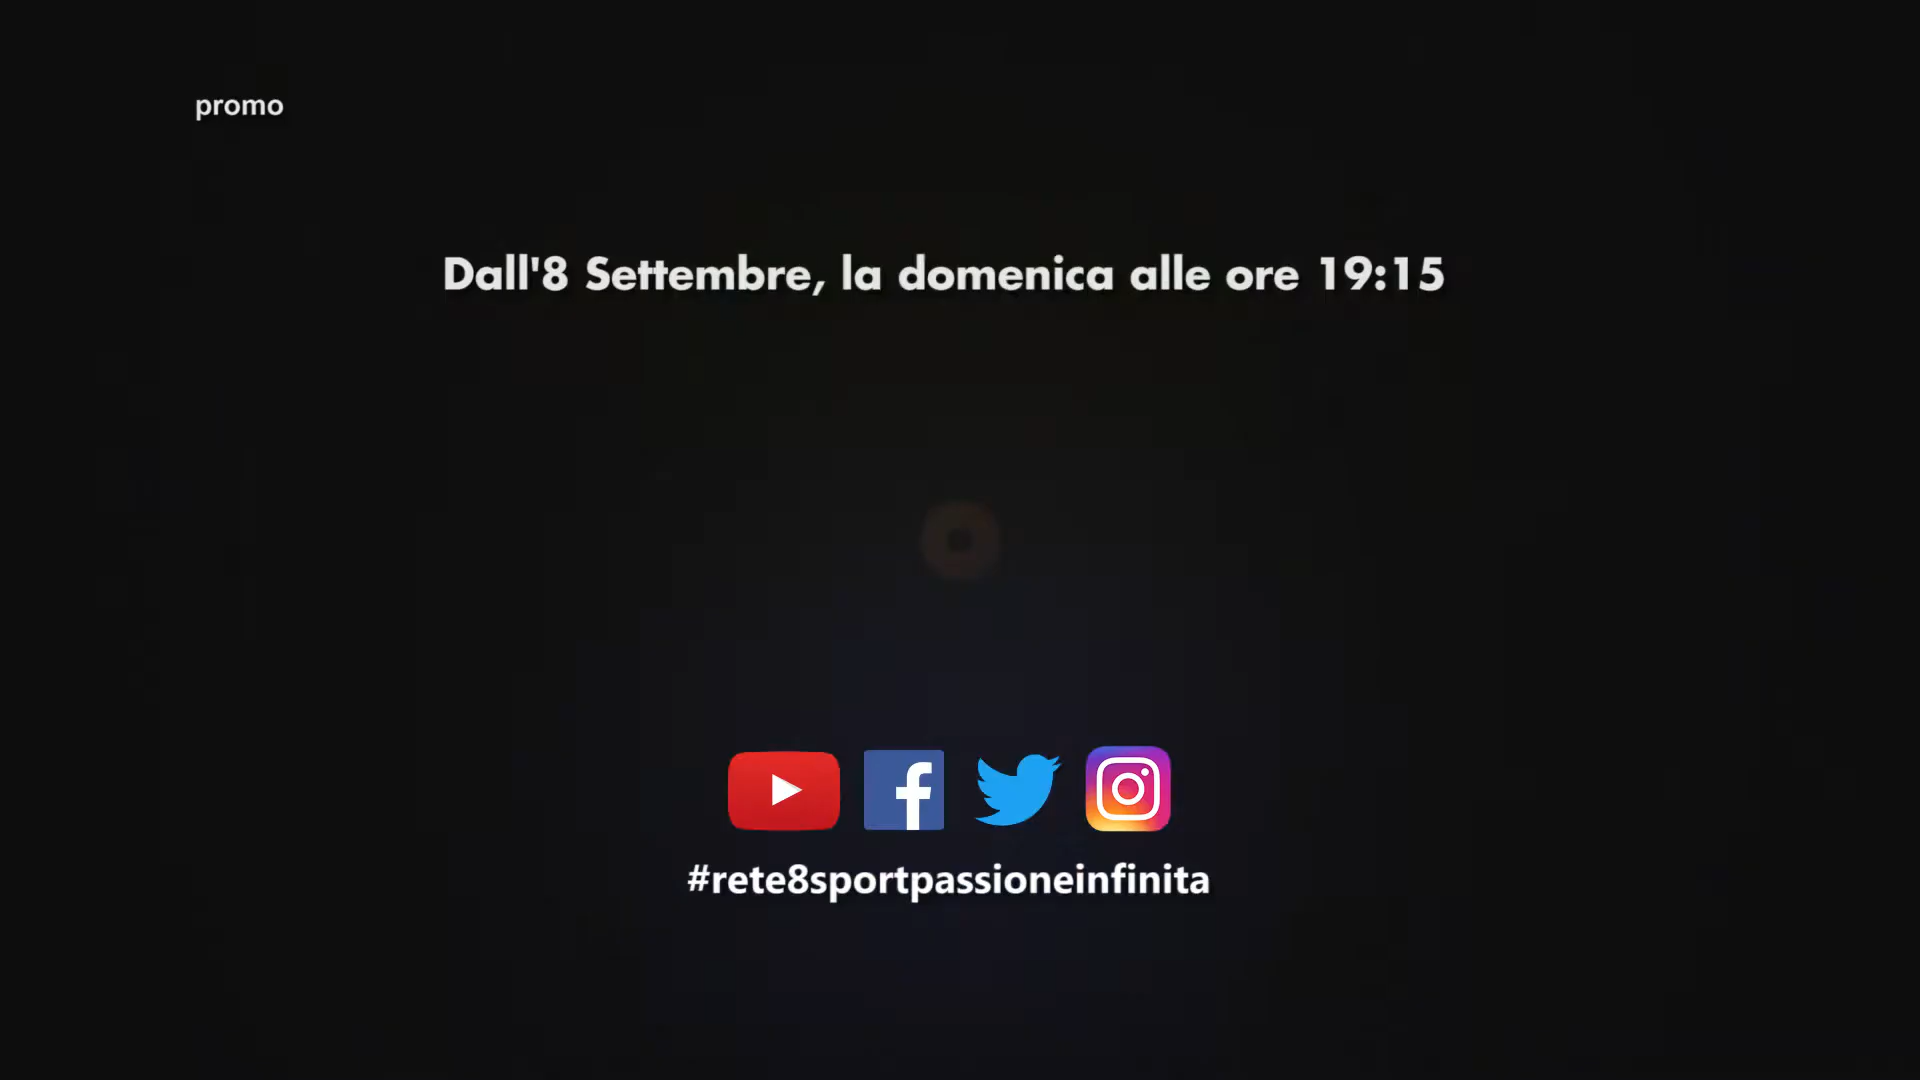 promo
Dall'8 Settembre, la domenica alle ore 19:15
#rete8sportpassioneinfinita